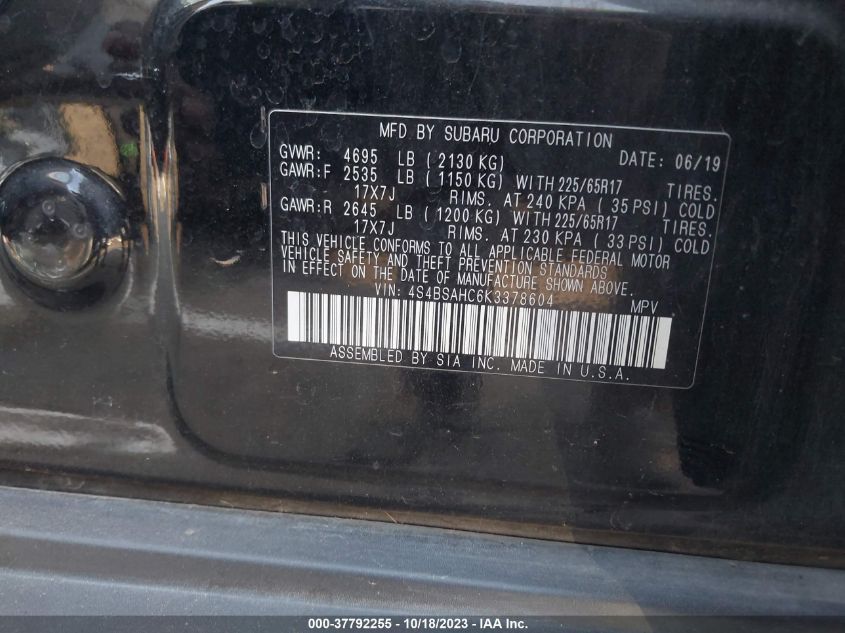 MFD BY SUBARU CORPORATION
GVWR: 4695 LB ( 2130 KG) DATE: 06/19
GAWR:F 2535 LB ( 1150 KG) WITH 225/65R17 TIRES.
17X7J RIMS. AT 240 KPA ( 35 PSI) COLD
GAWR:R 2645 LB ( 1200 KG) WITH 225/65R17 TIRES.
17X7J RIMS. AT 230 KPA ( 33 PSI) COLD
THIS VEHICLE CONFORMS TO ALL APPLICABLE FEDERAL MOTOR
VEHICLE SAFETY AND THEFT PREVENTION STANDARDS
IN EFFECT ON THE DATE OF MANUFACTURE SHOWN ABOVE.
VIN: 4S4BSAHC6K3378604 MPV
ASSEMBLED BY SIA INC. MADE IN U.S.A.
000-37792255 - 10/18/2023 - IAA Inc.